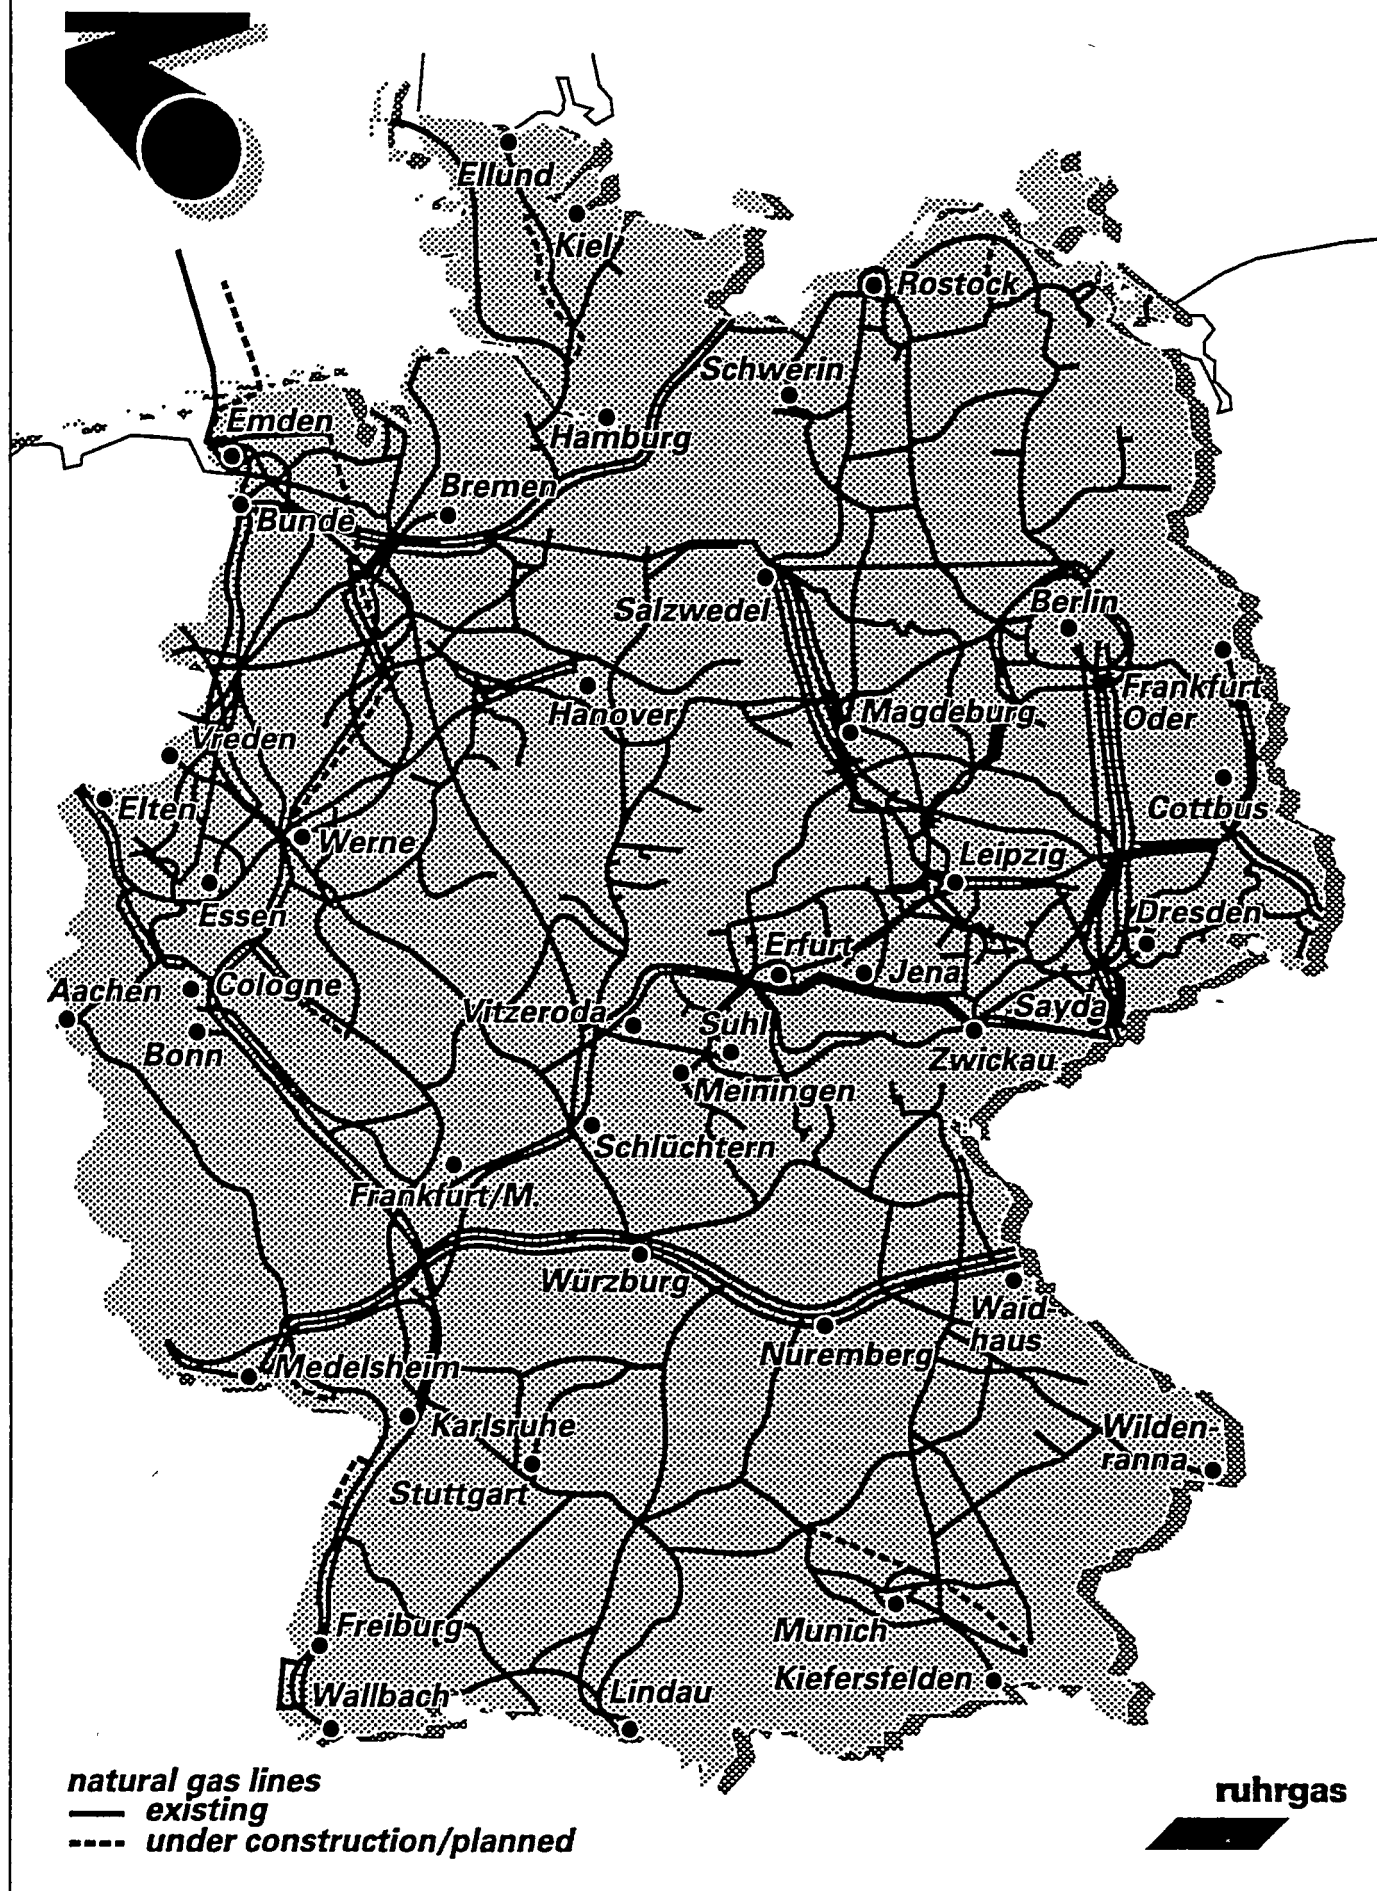 Ellund
Kiel
Rostock
Schwerin
Emden
Hamburg
Bremen
Bunde
Salzwedel
Berlin
Frankfurt
Oder
Hanover
Magdeburg
Vreden
Elten
Cottbus
Werne
Leipzig
Essen
Dresden
Erfurt
Jena
Aachen
Cologne
Vitzeroda
Suhl
Sayda
Bonn
Zwickau
Meiningen
Schlüchtern
Frankfurt/M.
Würzburg
Waid-
haus
Nuremberg
Medelsheim
Karlsruhe
Wilden-
ranna
Stuttgart
Freiburg
Munich
Kiefersfelden
Wallbach
Lindau
natural gas lines
existing
under construction/planned
ruhrgas